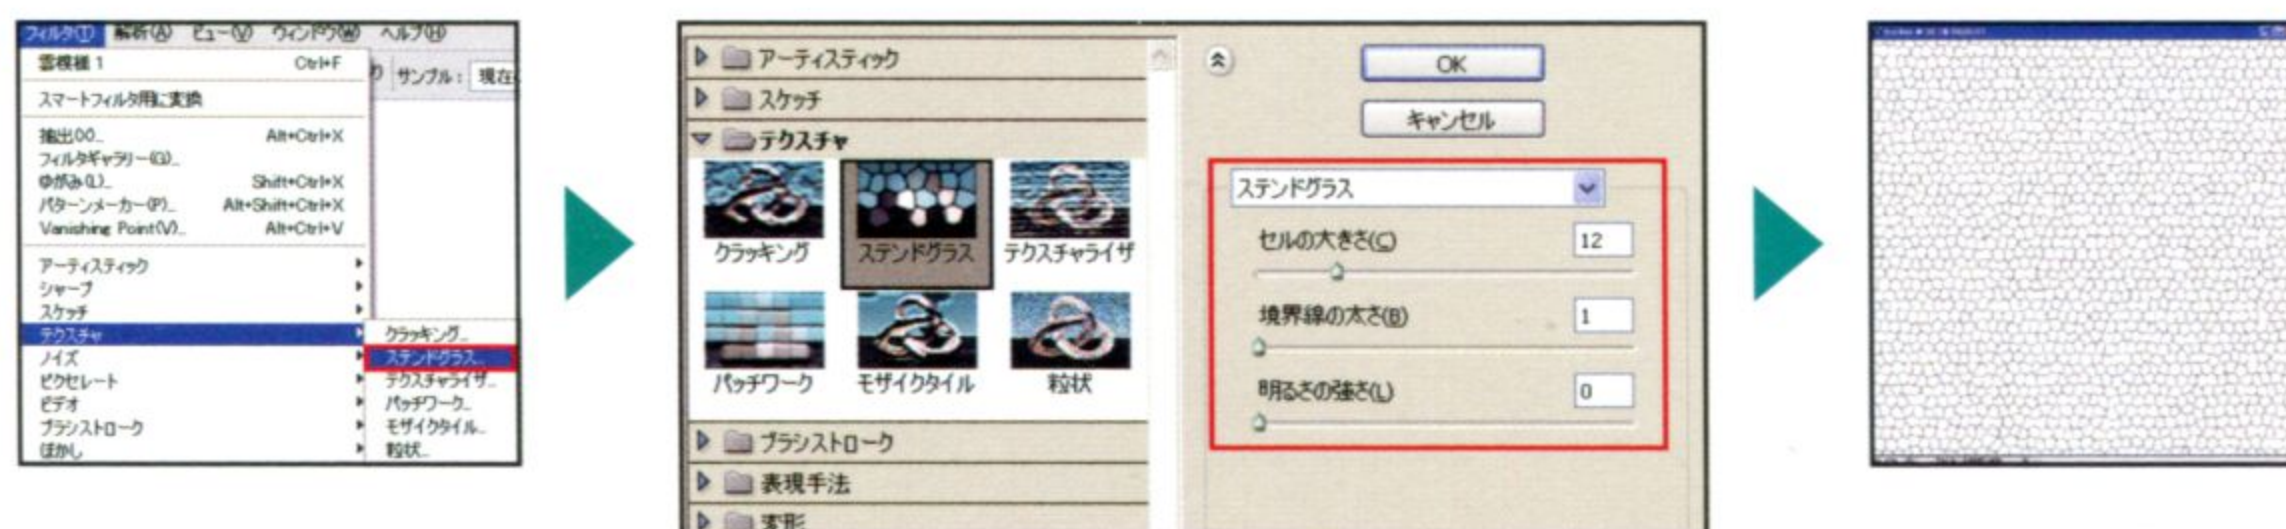 フィルタ(T) 解析(A) ビュー(V) ウィンドウ(W) ヘルプ(H)
雲模様 1 Ctrl+F
サンプル： 現在
スマートフィルタ用に変換
抽出(X)... Alt+Ctrl+X
フィルタギャラリー(G)...
ゆがみ(L)... Shift+Ctrl+X
パターンメーカー(P)... Alt+Shift+Ctrl+X
Vanishing Point(V)... Alt+Ctrl+V
アーティスティック
シャープ
スケッチ
テクスチャ
ノイズ
ピクセレート
ビデオ
ブラシストローク
ぼかし
クラッキング...
ステンドグラス...
テクスチャライザ...
パッチワーク...
モザイクタイル...
粒状...
アーティスティック
スケッチ
テクスチャ
クラッキング ステンドグラス テクスチャライザ
パッチワーク モザイクタイル 粒状
ブラシストローク
表現手法
変形
OK
キャンセル
ステンドグラス
セルの大きさ(C) 12
境界線の太さ(B) 1
明るさの強さ(L) 0